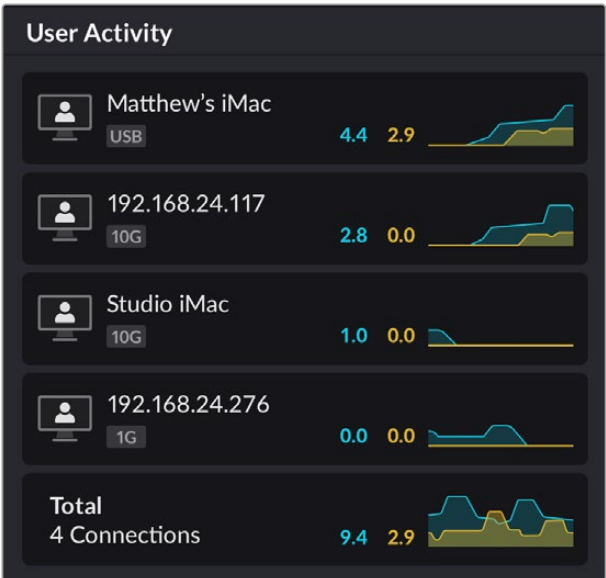 User Activity
Matthew's iMac
USB
4.4 2.9
192.168.24.117
10G
2.8 0.0
Studio iMac
10G
1.0 0.0
192.168.24.276
1G
0.0 0.0
Total
4 Connections
9.4 2.9